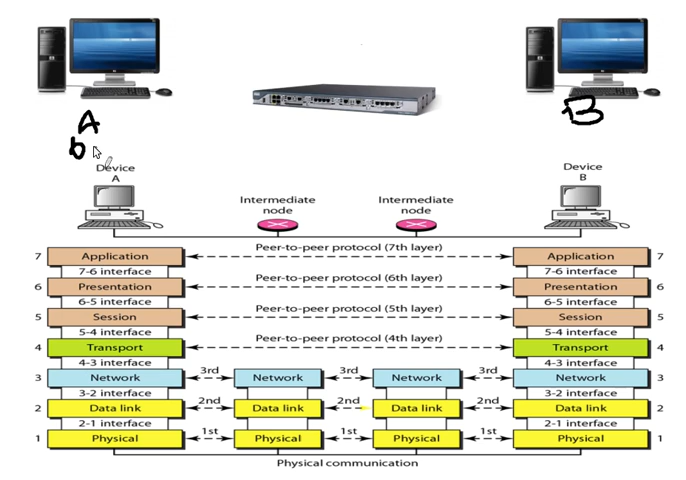 A
B
b
Device
A
Device
B
Intermediate
node
Intermediate
node
7 Application Peer-to-peer protocol (7th layer) Application 7
7-6 interface 7-6 interface
6 Presentation Peer-to-peer protocol (6th layer) Presentation 6
6-5 interface 6-5 interface
5 Session Peer-to-peer protocol (5th layer) Session 5
5-4 interface 5-4 interface
4 Transport Peer-to-peer protocol (4th layer) Transport 4
4-3 interface 4-3 interface
3 Network 3rd Network 3rd Network 3rd Network 3
3-2 interface 3-2 interface
2 Data link 2nd Data link 2nd Data link 2nd Data link 2
2-1 interface 2-1 interface
1 Physical 1st Physical 1st Physical 1st Physical 1
Physical communication